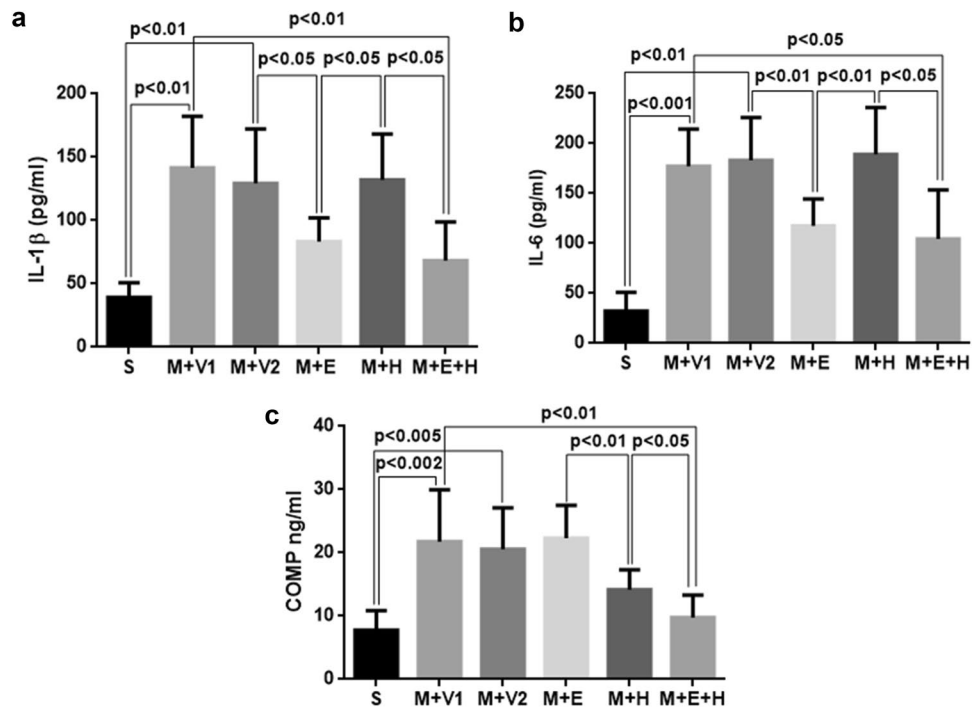 a
p<0.01
p<0.01
p<0.05 p<0.05 p<0.05
p<0.01
IL-1β (pg/ml)
200
150
100
50
0
S M+V1 M+V2 M+E M+H M+E+H
b
p<0.05
p<0.01
p<0.01 p<0.01 p<0.05
p<0.001
IL-6 (pg/ml)
250
200
150
100
50
0
S M+V1 M+V2 M+E M+H M+E+H
c
p<0.01
p<0.005 p<0.01 p<0.05
p<0.002
COMP ng/ml
40
30
20
10
0
S M+V1 M+V2 M+E M+H M+E+H